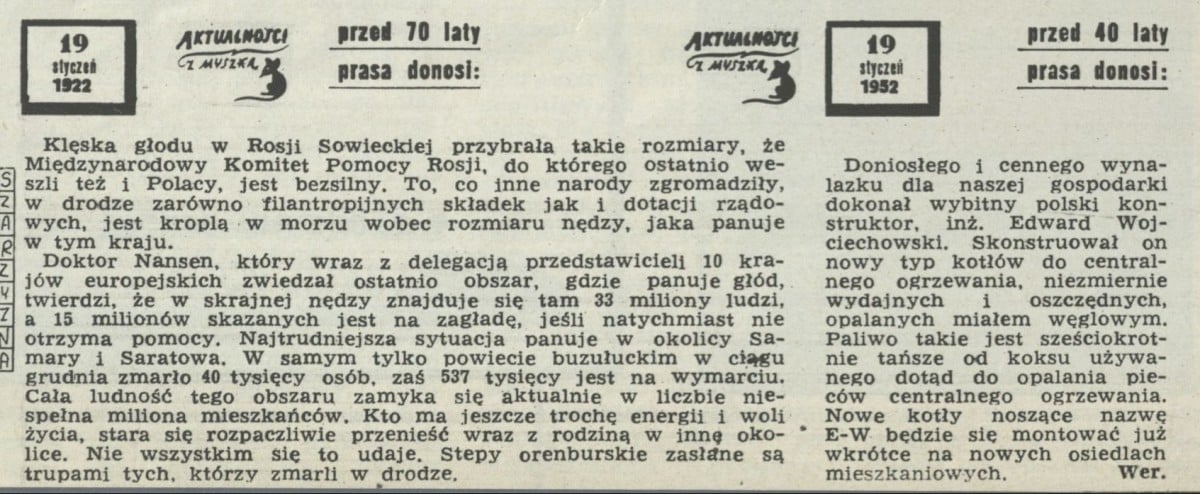 19
styczeń
1922
AKTUALNOŚCI
Z MUSZKĄ
przed 70 laty
prasa donosi:
Klęska głodu w Rosji Sowieckiej przybrała takie rozmiary, że
Międzynarodowy Komitet Pomocy Rosji, do którego ostatnio we-
szli też i Polacy, jest bezsilny. To, co inne narody zgromadziły,
w drodze zarówno filantropijnych składek jak i dotacji rządo-
wych, jest kroplą w morzu wobec rozmiaru nędzy, jaka panuje
w tym kraju.
Doktor Nansen, który wraz z delegacją przedstawicieli 10 kra-
jów europejskich zwiedzał ostatnio obszar, gdzie panuje głód,
twierdzi, że w skrajnej nędzy znajduje się tam 33 miliony ludzi,
a 15 milionów skazanych jest na zagładę, jeśli natychmiast nie
otrzyma pomocy. Najtrudniejsza sytuacja panuje w okolicy Sa-
mary i Saratowa. W samym tylko powiecie buzułuckim w ciągu
grudnia zmarło 40 tysięcy osób, zaś 537 tysięcy jest na wymarciu.
Cała ludność tego obszaru zamyka się aktualnie w liczbie nie-
spełna miliona mieszkańców. Kto ma jeszcze trochę energii i woli
życia, stara się rozpaczliwie przenieść wraz z rodziną w inną oko-
lice. Nie wszystkim się to udaje. Stepy orenburskie zasłane są
trupami tych, którzy zmarli w drodze.
AKTUALNOŚCI
Z MUSZKĄ
19
styczeń
1952
przed 40 laty
prasa donosi:
Doniosłego i cennego wyna-
lazku dla naszej gospodarki
dokonał wybitny polski kon-
struktor, inż. Edward Woj-
ciechowski. Skonstruował on
nowy typ kotłów do central-
nego ogrzewania, niezmiernie
wydajnych i oszczędnych,
opalanych miałem węglowym.
Paliwo takie jest sześciokrot-
nie tańsze od koksu używa-
nego dotąd do opalania pie-
ców centralnego ogrzewania.
Nowe kotły noszące nazwę
E-W będzie się montować już
wkrótce na nowych osiedlach
mieszkaniowych. Wer.